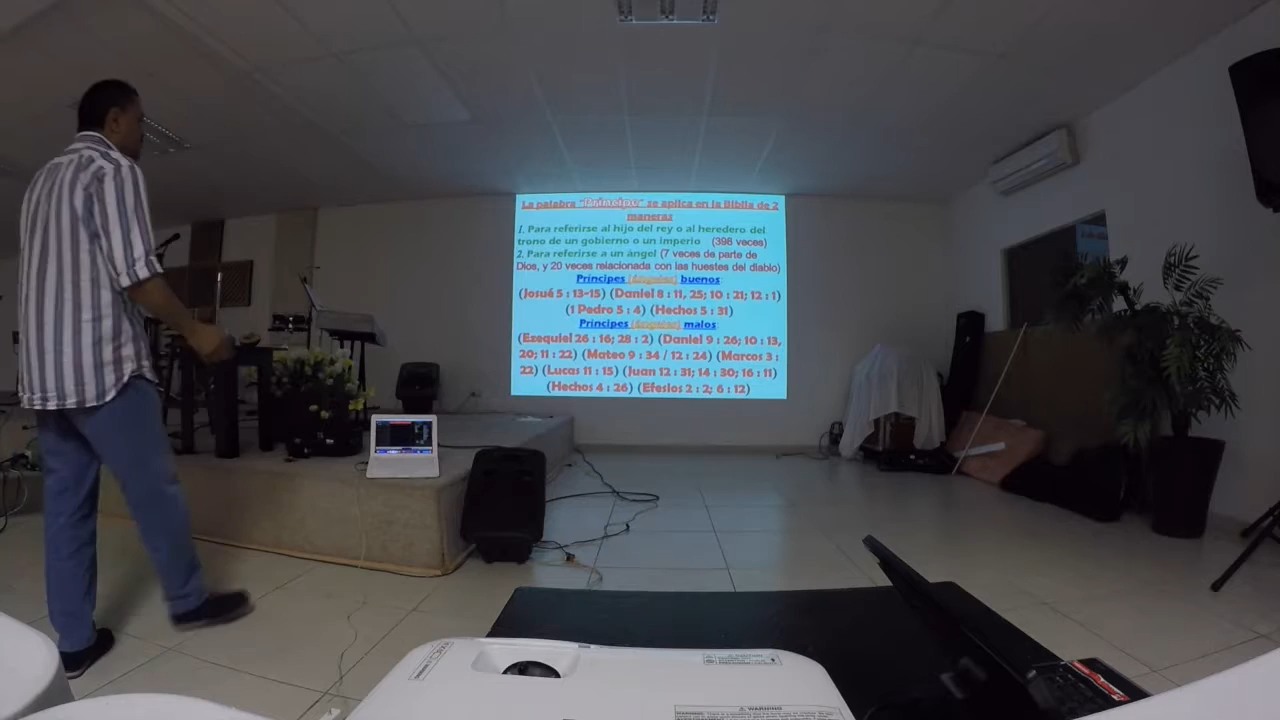 La palabra "Príncipe" se aplica en la Biblia de 2
maneras
1. Para referirse al hijo del rey o al heredero del
trono de un gobierno o un imperio (398 veces)
2. Para referirse a un ángel (7 veces de parte de
Dios, y 20 veces relacionada con las huestes del diablo)
Príncipes (ángeles) buenos:
(Josué 5 : 13-15) (Daniel 8 : 11, 25; 10 : 21; 12 : 1)
(1 Pedro 5 : 4) (Hechos 5 : 31)
Príncipes (ángeles) malos:
(Ezequiel 26 : 16; 28 : 2) (Daniel 9 : 26; 10 : 13,
20; 11 : 22) (Mateo 9 : 34 / 12 : 24) (Marcos 3 :
22) (Lucas 11 : 15) (Juan 12 : 31; 14 : 30; 16 : 11)
(Hechos 4 : 26) (Efesios 2 : 2; 6 : 12)
WARNING